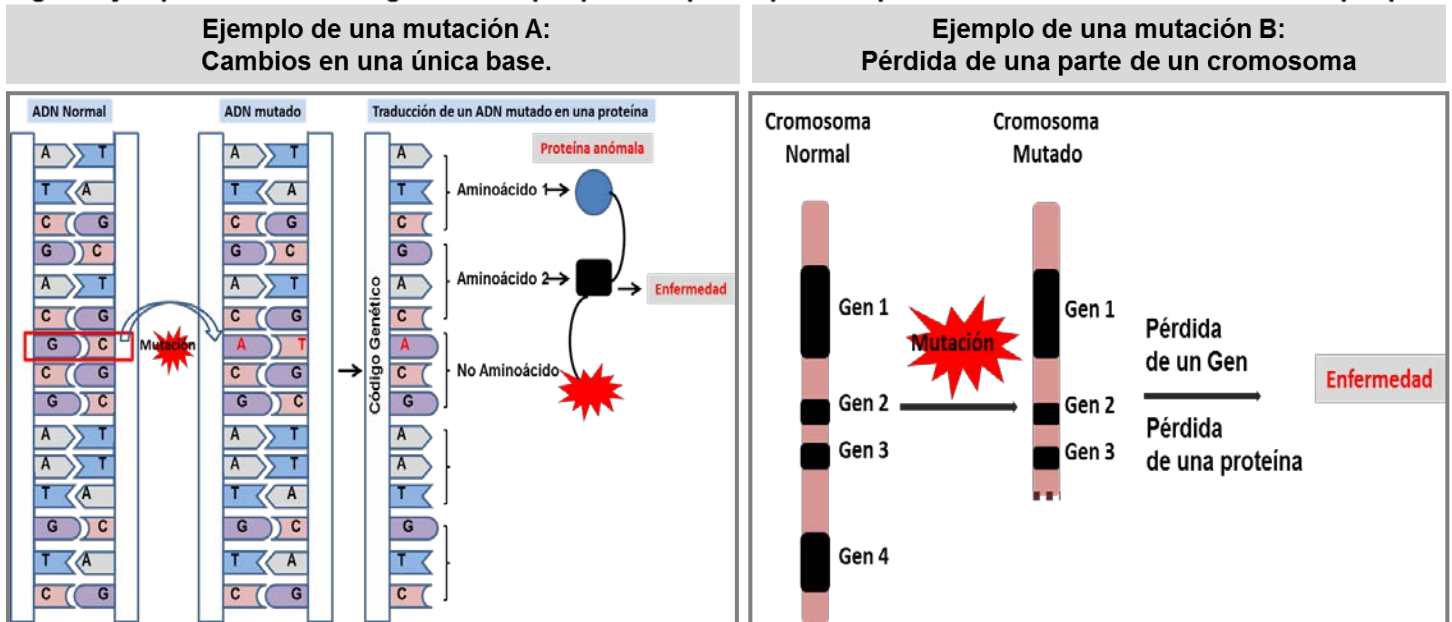 Ejemplo de una mutación A:
Cambios en una única base.
ADN Normal
ADN mutado
Traducción de un ADN mutado en una proteína
A T
T A
C G
G C
A T
C G
G C
C G
G C
A T
A T
T A
G C
T A
C G
Mutación
A T
T A
C G
G C
A T
C G
A T
C G
G C
A T
A T
T A
G C
T A
C G
Código Genético
A
T
C
G
A
C
A
C
G
A
A
T
G
T
C
Proteína anómala
Aminoácido 1
Aminoácido 2
No Aminoácido
Enfermedad
Ejemplo de una mutación B:
Pérdida de una parte de un cromosoma
Cromosoma
Normal
Gen 1
Gen 2
Gen 3
Gen 4
Mutación
Cromosoma
Mutado
Gen 1
Gen 2
Gen 3
Pérdida
de un Gen
Pérdida
de una proteína
Enfermedad